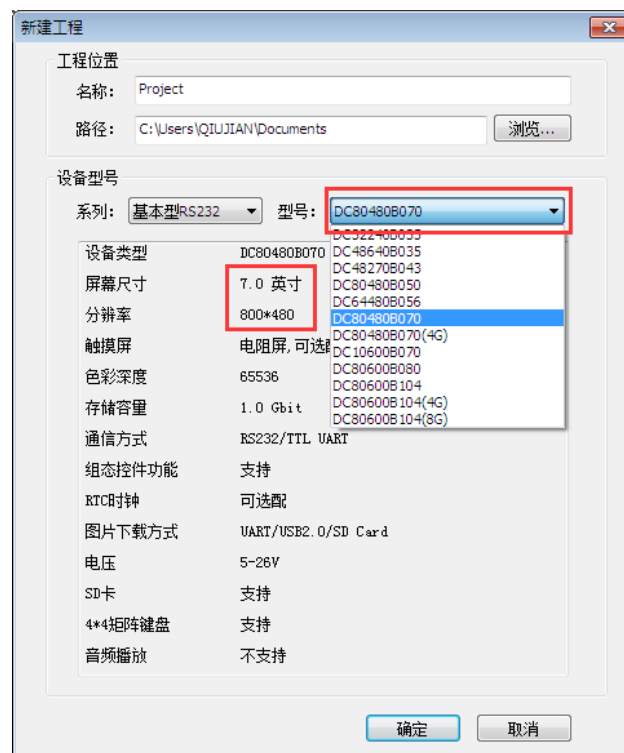 新建工程
工程位置
名称： Project
路径： C:\Users\QIUJIAN\Documents 浏览...
设备型号
系列： 基本型RS232 型号： DC80480B070
设备类型 DC80480B070
屏幕尺寸 7.0 英寸
分辨率 800*480
触摸屏 电阻屏,可选
色彩深度 65536
存储容量 1.0 Gbit
通信方式 RS232/TTL UART
组态控件功能 支持
RTC时钟 可选配
图片下载方式 UART/USB2.0/SD Card
电压 5-26V
SD卡 支持
4*4矩阵键盘 支持
音频播放 不支持
DC48640B035
DC48270B043
DC80480B050
DC64480B056
DC80480B070
DC80480B070(4G)
DC10600B070
DC80600B080
DC80600B104
DC80600B104(4G)
DC80600B104(8G)
确定 取消